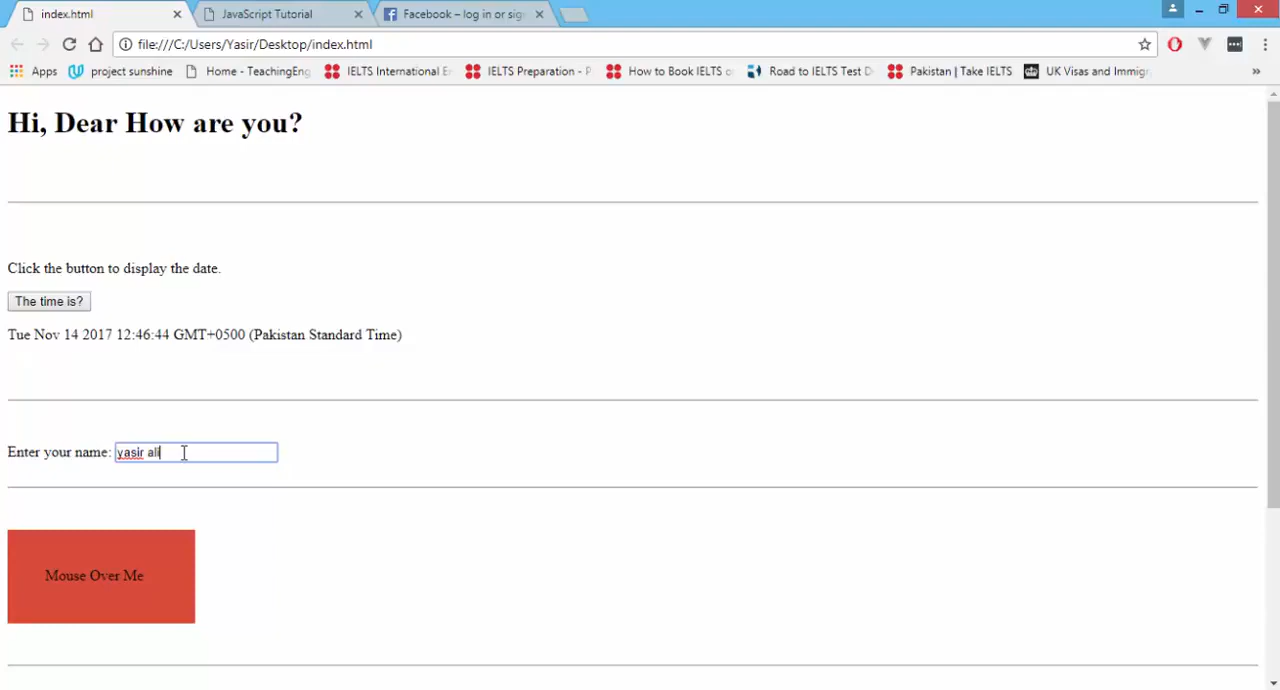 index.html JavaScript Tutorial Facebook – log in or sig
file:///C:/Users/Yasir/Desktop/index.html
Apps project sunshine Home - TeachingEng IELTS International E IELTS Preparation - P How to Book IELTS o Road to IELTS Test D Pakistan | Take IELTS UK Visas and Immig »
Hi, Dear How are you?
Click the button to display the date.
The time is?
Tue Nov 14 2017 12:46:44 GMT+0500 (Pakistan Standard Time)
Enter your name: yasir ali
Mouse Over Me